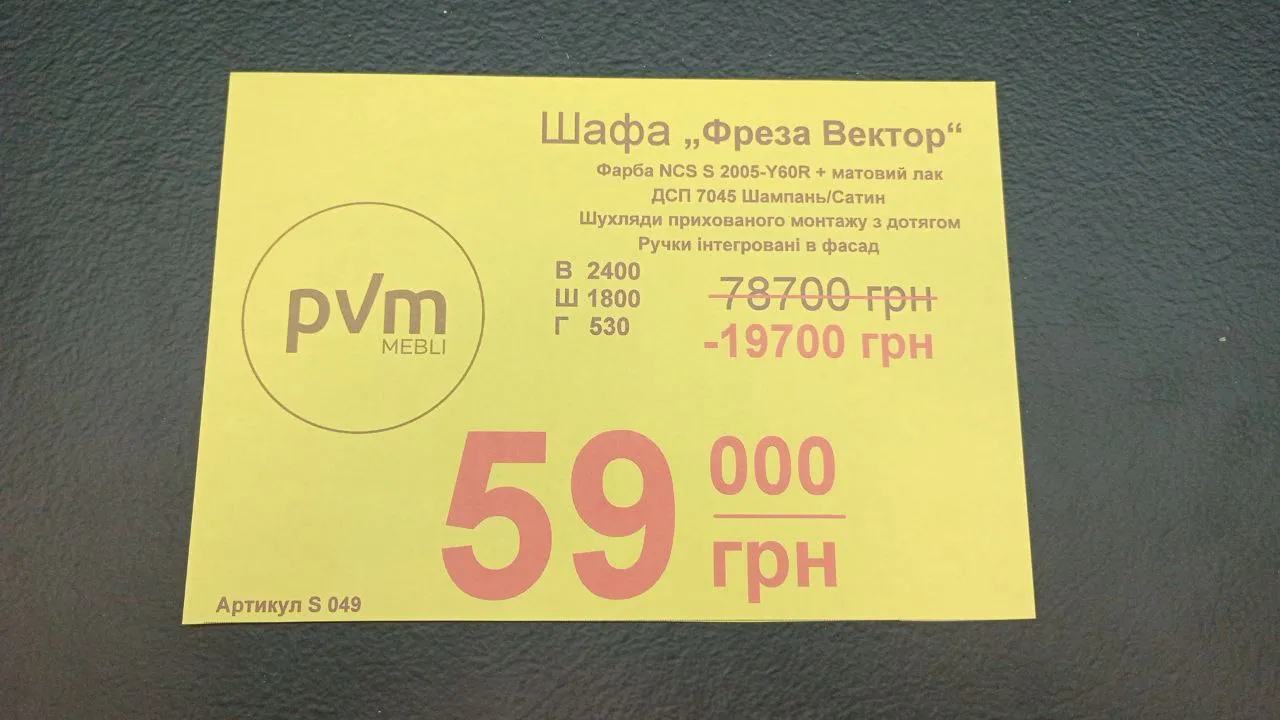 Шафа „Фреза Вектор“
Фарба NCS S 2005-Y60R + матовий лак
ДСП 7045 Шампань/Сатин
Шухляди прихованого монтажу з дотягом
Ручки інтегровані в фасад
В 2400
Ш 1800
Г 530
78700 грн
-19700 грн
pvm
MEBLI
59 000
грн
Артикул S 049